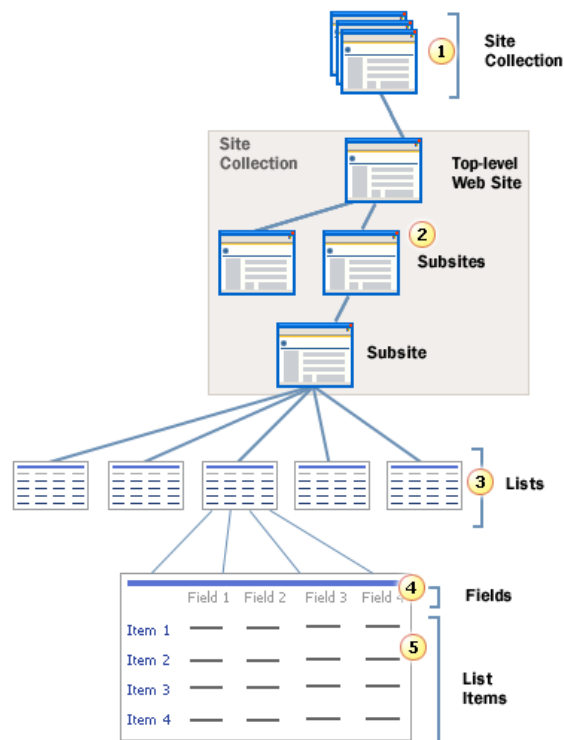 1
Site
Collection
Site
Collection
Top-level
Web Site
2
Subsites
Subsite
3
Lists
4
Fields
Field 1 Field 2 Field 3 Field 4
5
Item 1
Item 2
Item 3
Item 4
List
Items